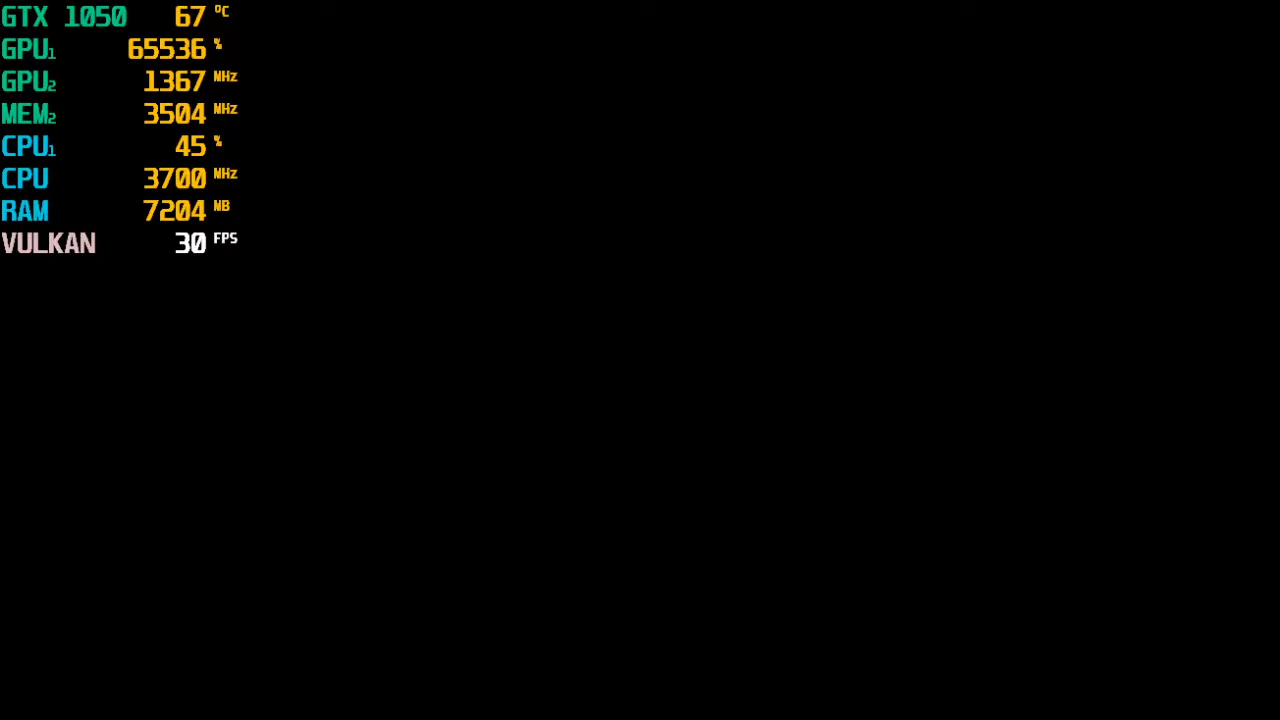 GTX 1050 67 °C
GPU1 65536 %
GPU2 1367 MHz
MEM2 3504 MHz
CPU1 45 %
CPU 3700 MHz
RAM 7204 MB
VULKAN 30 FPS